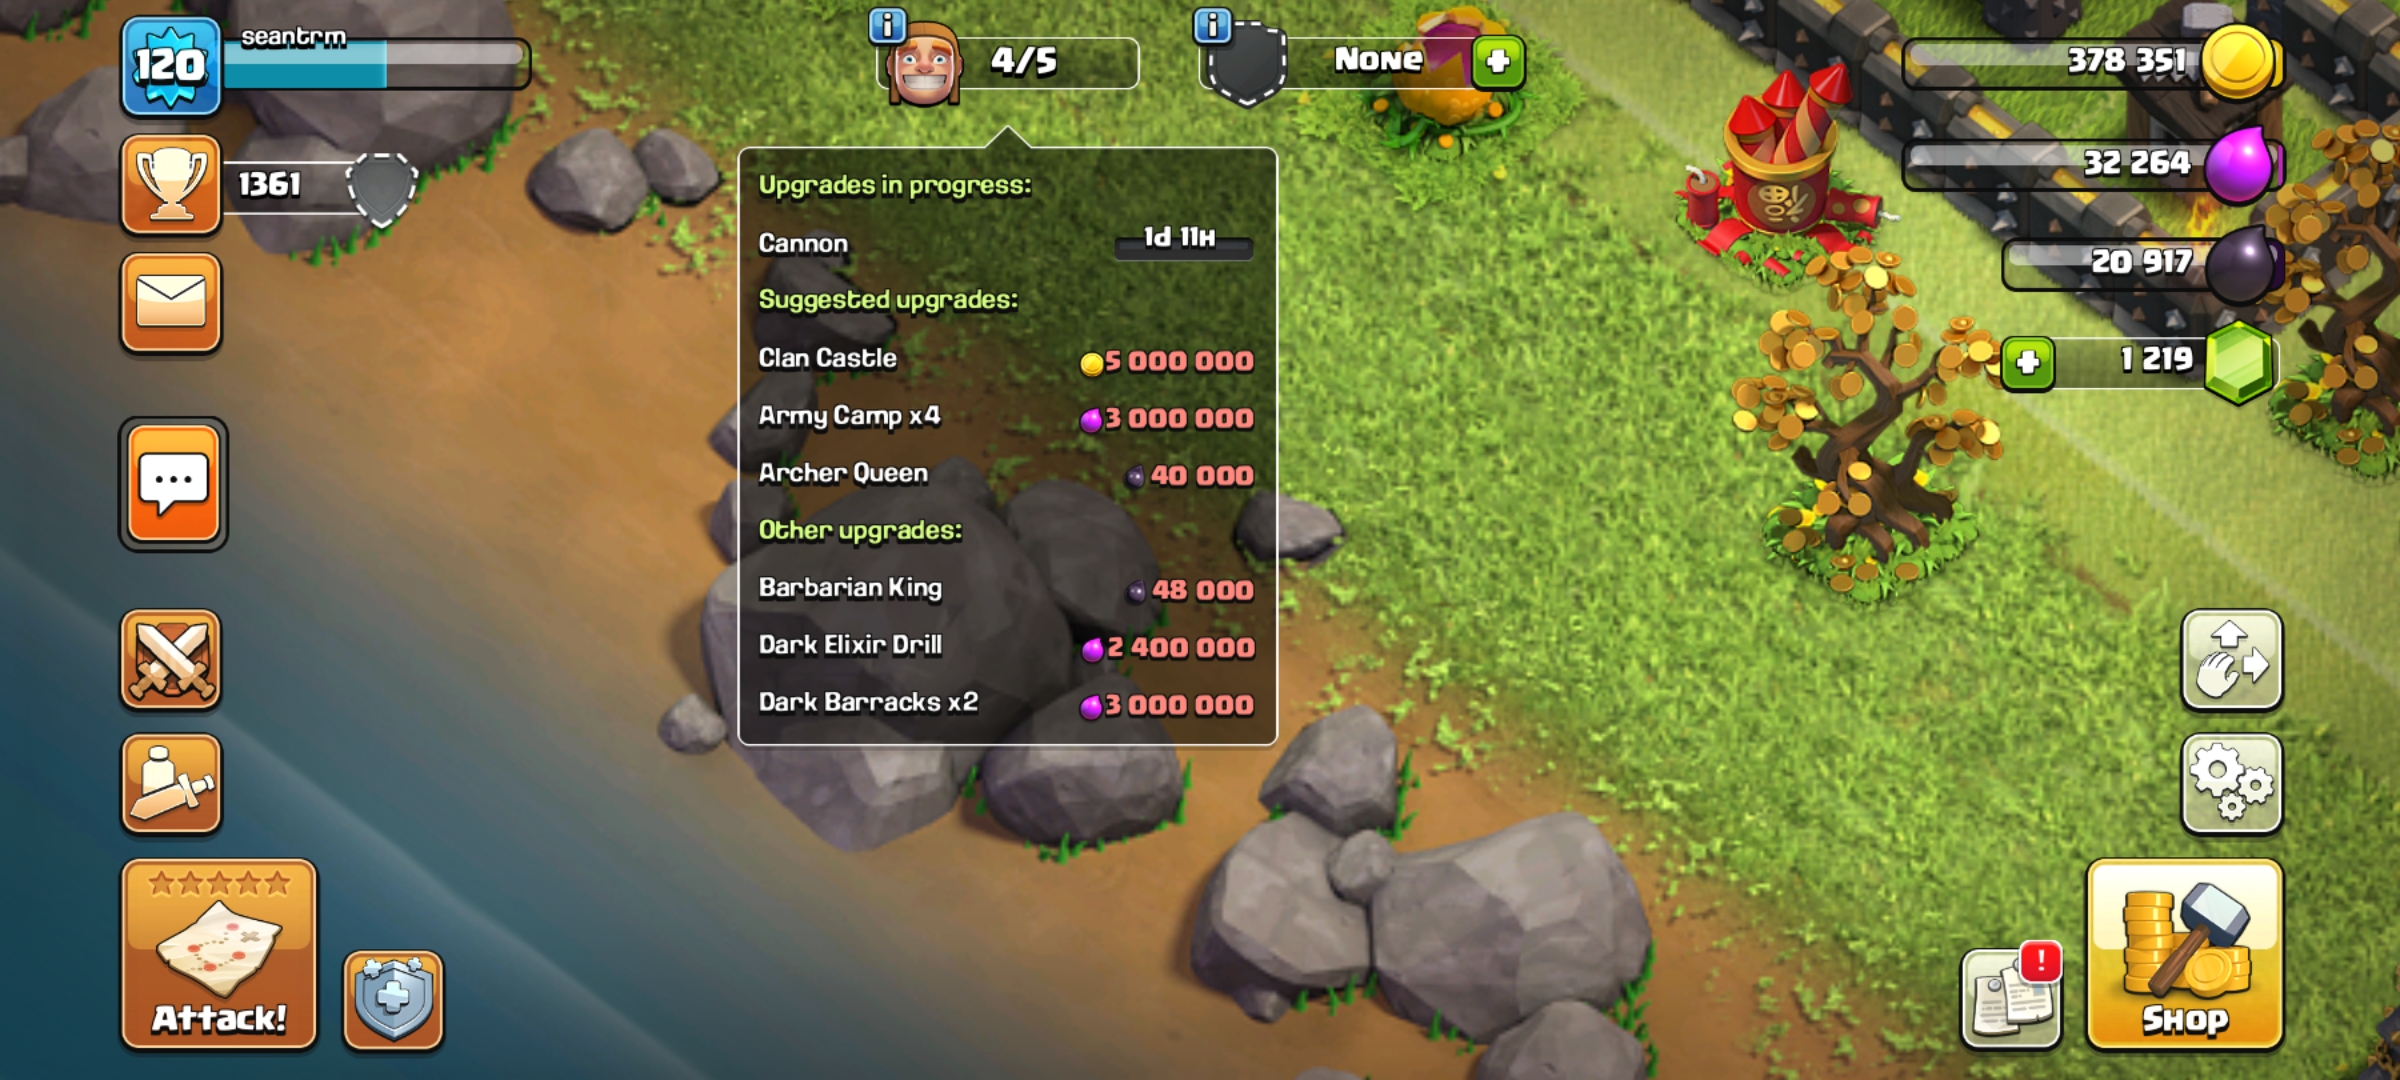 120
seantrm
4/5
None
378 351
1361
32 264
20 917
1 219
Upgrades in progress:
Cannon 1d 11H
Suggested upgrades:
Clan Castle 5 000 000
Army Camp x4 3 000 000
Archer Queen 40 000
Other upgrades:
Barbarian King 48 000
Dark Elixir Drill 2 400 000
Dark Barracks x2 3 000 000
Attack!
!
Shop